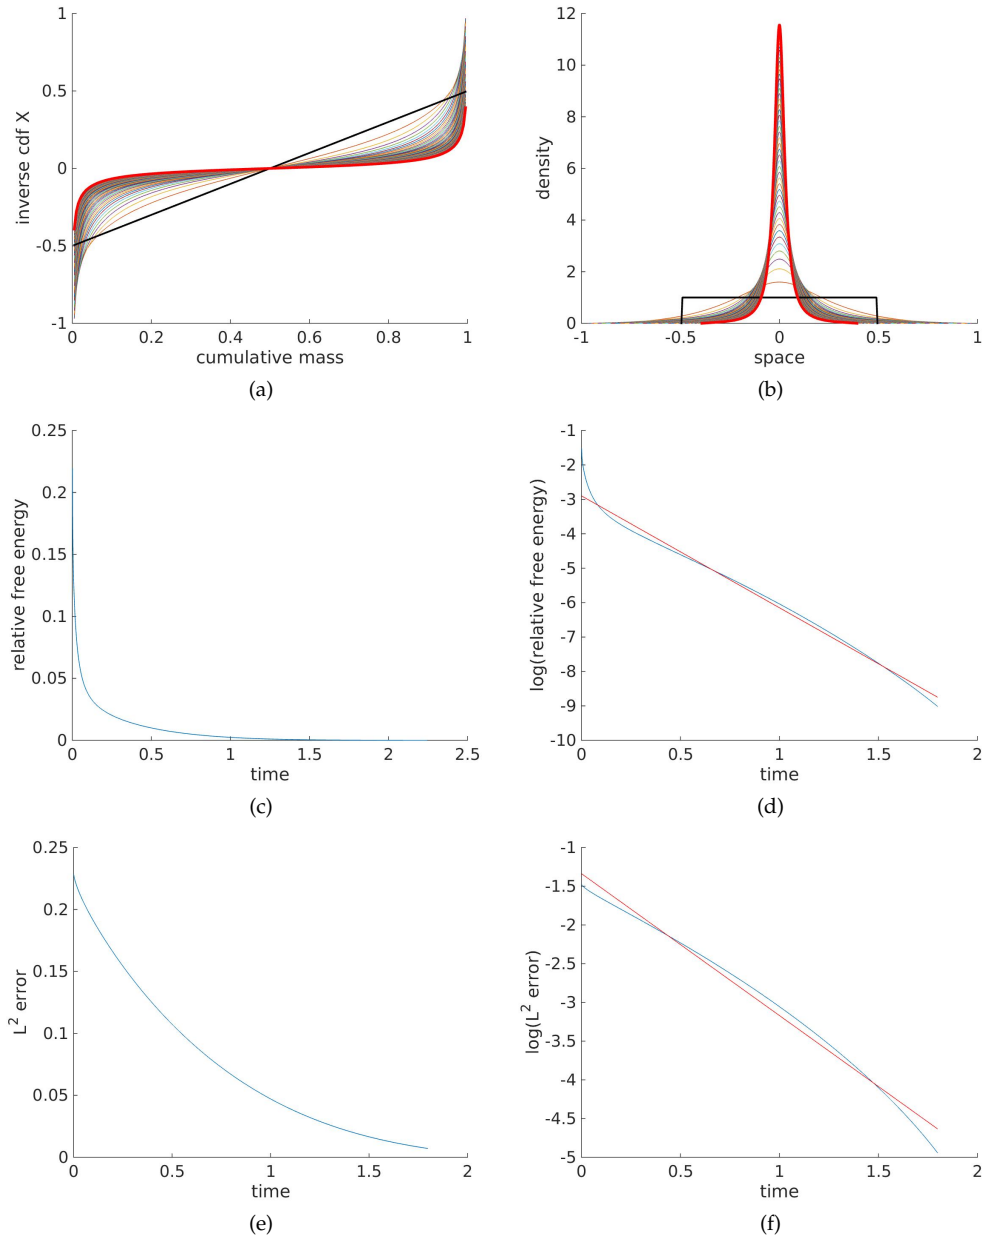 1
0.5
0
-0.5
-1
inverse cdf X
0 0.2 0.4 0.6 0.8 1
cumulative mass
(a)
12
10
8
6
4
2
0
density
-1 -0.5 0 0.5 1
space
(b)
0.25
0.2
0.15
0.1
0.05
0
relative free energy
0 0.5 1 1.5 2 2.5
time
(c)
-1
-2
-3
-4
-5
-6
-7
-8
-9
-10
log(relative free energy)
0 0.5 1 1.5 2
time
(d)
0.25
0.2
0.15
0.1
0.05
0
L² error
0 0.5 1 1.5 2
time
(e)
-1
-1.5
-2
-2.5
-3
-3.5
-4
-4.5
-5
log(L² error)
0 0.5 1 1.5 2
time
(f)